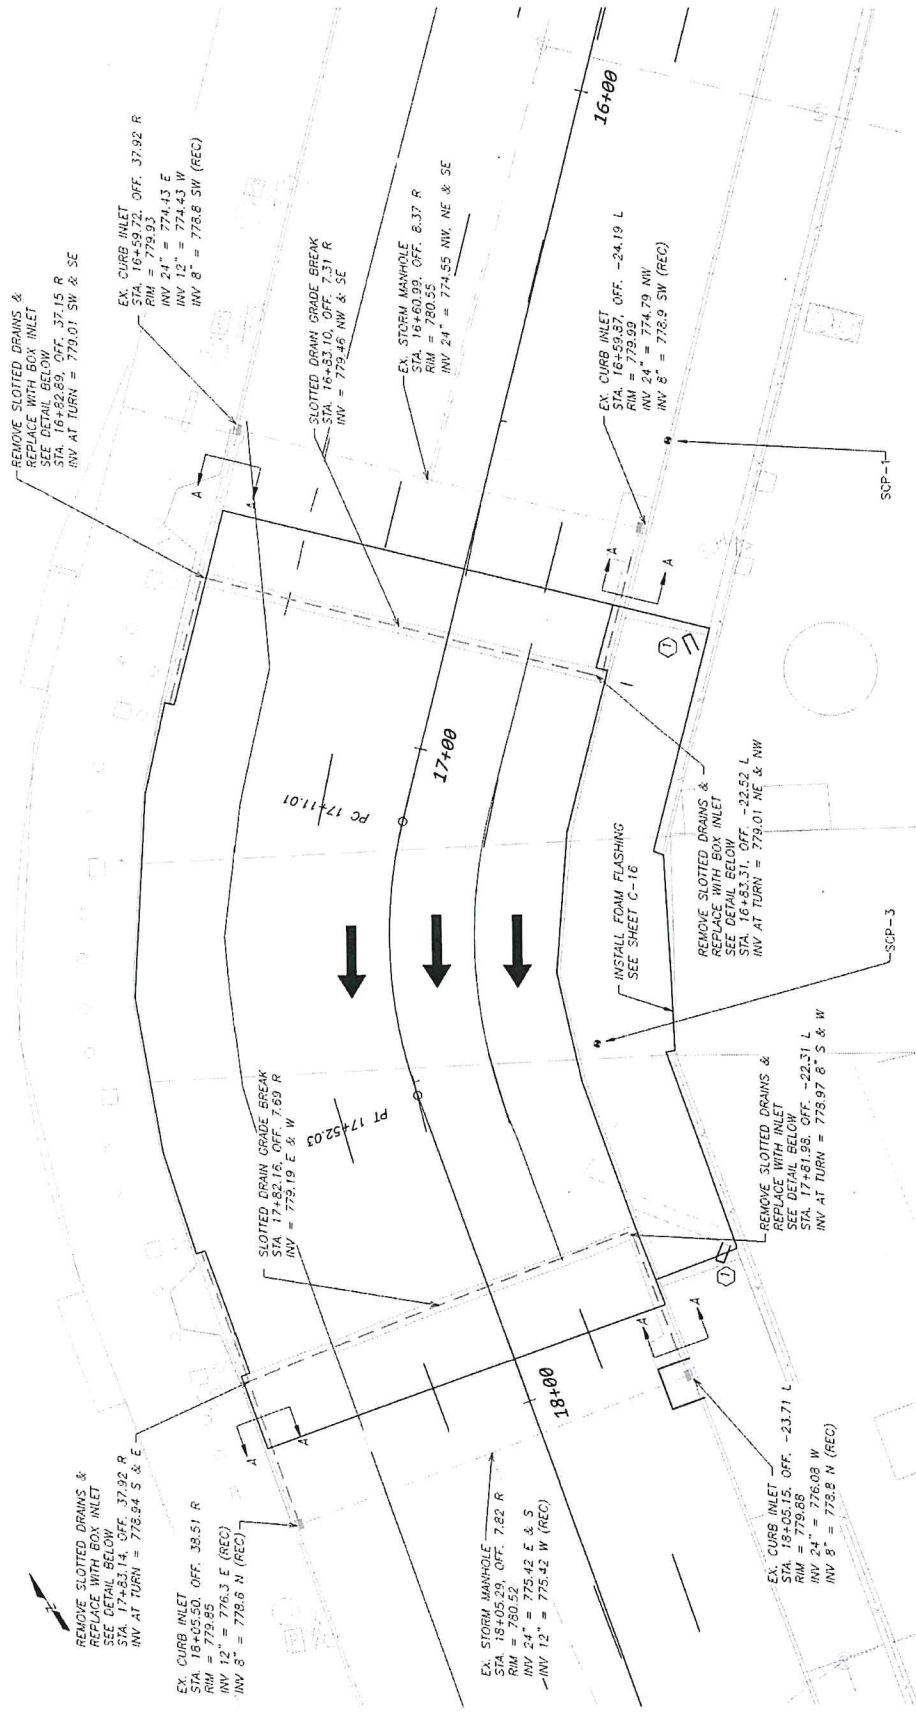 REMOVE SLOTTED DRAINS &
REPLACE WITH BOX INLET
SEE DETAIL BELOW
STA. 17+83.14, OFF. 37.92 R
INV AT TURN = 778.94 S & E
EX. CURB INLET
STA. 18+05.50, OFF. 38.51 R
RIM = 779.85
INV 12" = 776.3 E (REC)
INV 8" = 778.6 N (REC)
EX. STORM MANHOLE
STA. 18+05.29, OFF. 7.82 R
RIM = 780.52
INV 24" = 775.42 E & S
INV 12" = 775.42 W (REC)
EX. CURB INLET
STA. 18+05.15, OFF. -23.71 L
RIM = 779.88
INV 24" = 776.08 W
INV 8" = 778.8 N (REC)
SLOTTED DRAIN GRADE BREAK
STA. 17+82.16, OFF. 7.69 R
INV = 779.19 E & W
REMOVE SLOTTED DRAINS &
REPLACE WITH INLET
SEE DETAIL BELOW
STA. 17+81.98, OFF. -22.31 L
INV AT TURN = 778.97 8" S & W
18+00
PT 17+52.03
PC 17+11.01
17+00
16+00
INSTALL FOAM FLASHING
SEE SHEET C-16
SCP-3
REMOVE SLOTTED DRAINS &
REPLACE WITH BOX INLET
SEE DETAIL BELOW
STA. 16+83.31, OFF. -22.52 L
INV AT TURN = 779.01 NE & NW
REMOVE SLOTTED DRAINS &
REPLACE WITH BOX INLET
SEE DETAIL BELOW
STA. 16+82.89, OFF. 37.15 R
INV AT TURN = 779.01 SW & SE
EX. CURB INLET
STA. 16+59.72, OFF. 37.92 R
RIM = 779.93
INV 24" = 774.43 E
INV 12" = 774.43 W
INV 8" = 778.8 SW (REC)
SLOTTED DRAIN GRADE BREAK
STA. 16+83.10, OFF. 7.31 R
INV = 779.46 NW & SE
EX. STORM MANHOLE
STA. 16+60.99, OFF. 8.37 R
RIM = 780.55
INV 24" = 774.55 NW, NE & SE
EX. CURB INLET
STA. 16+59.87, OFF. -24.19 L
RIM = 779.99
INV 24" = 774.79 NW
INV 8" = 778.9 SW (REC)
SCP-1
A
A
A
A
A
A
A
A
1
1